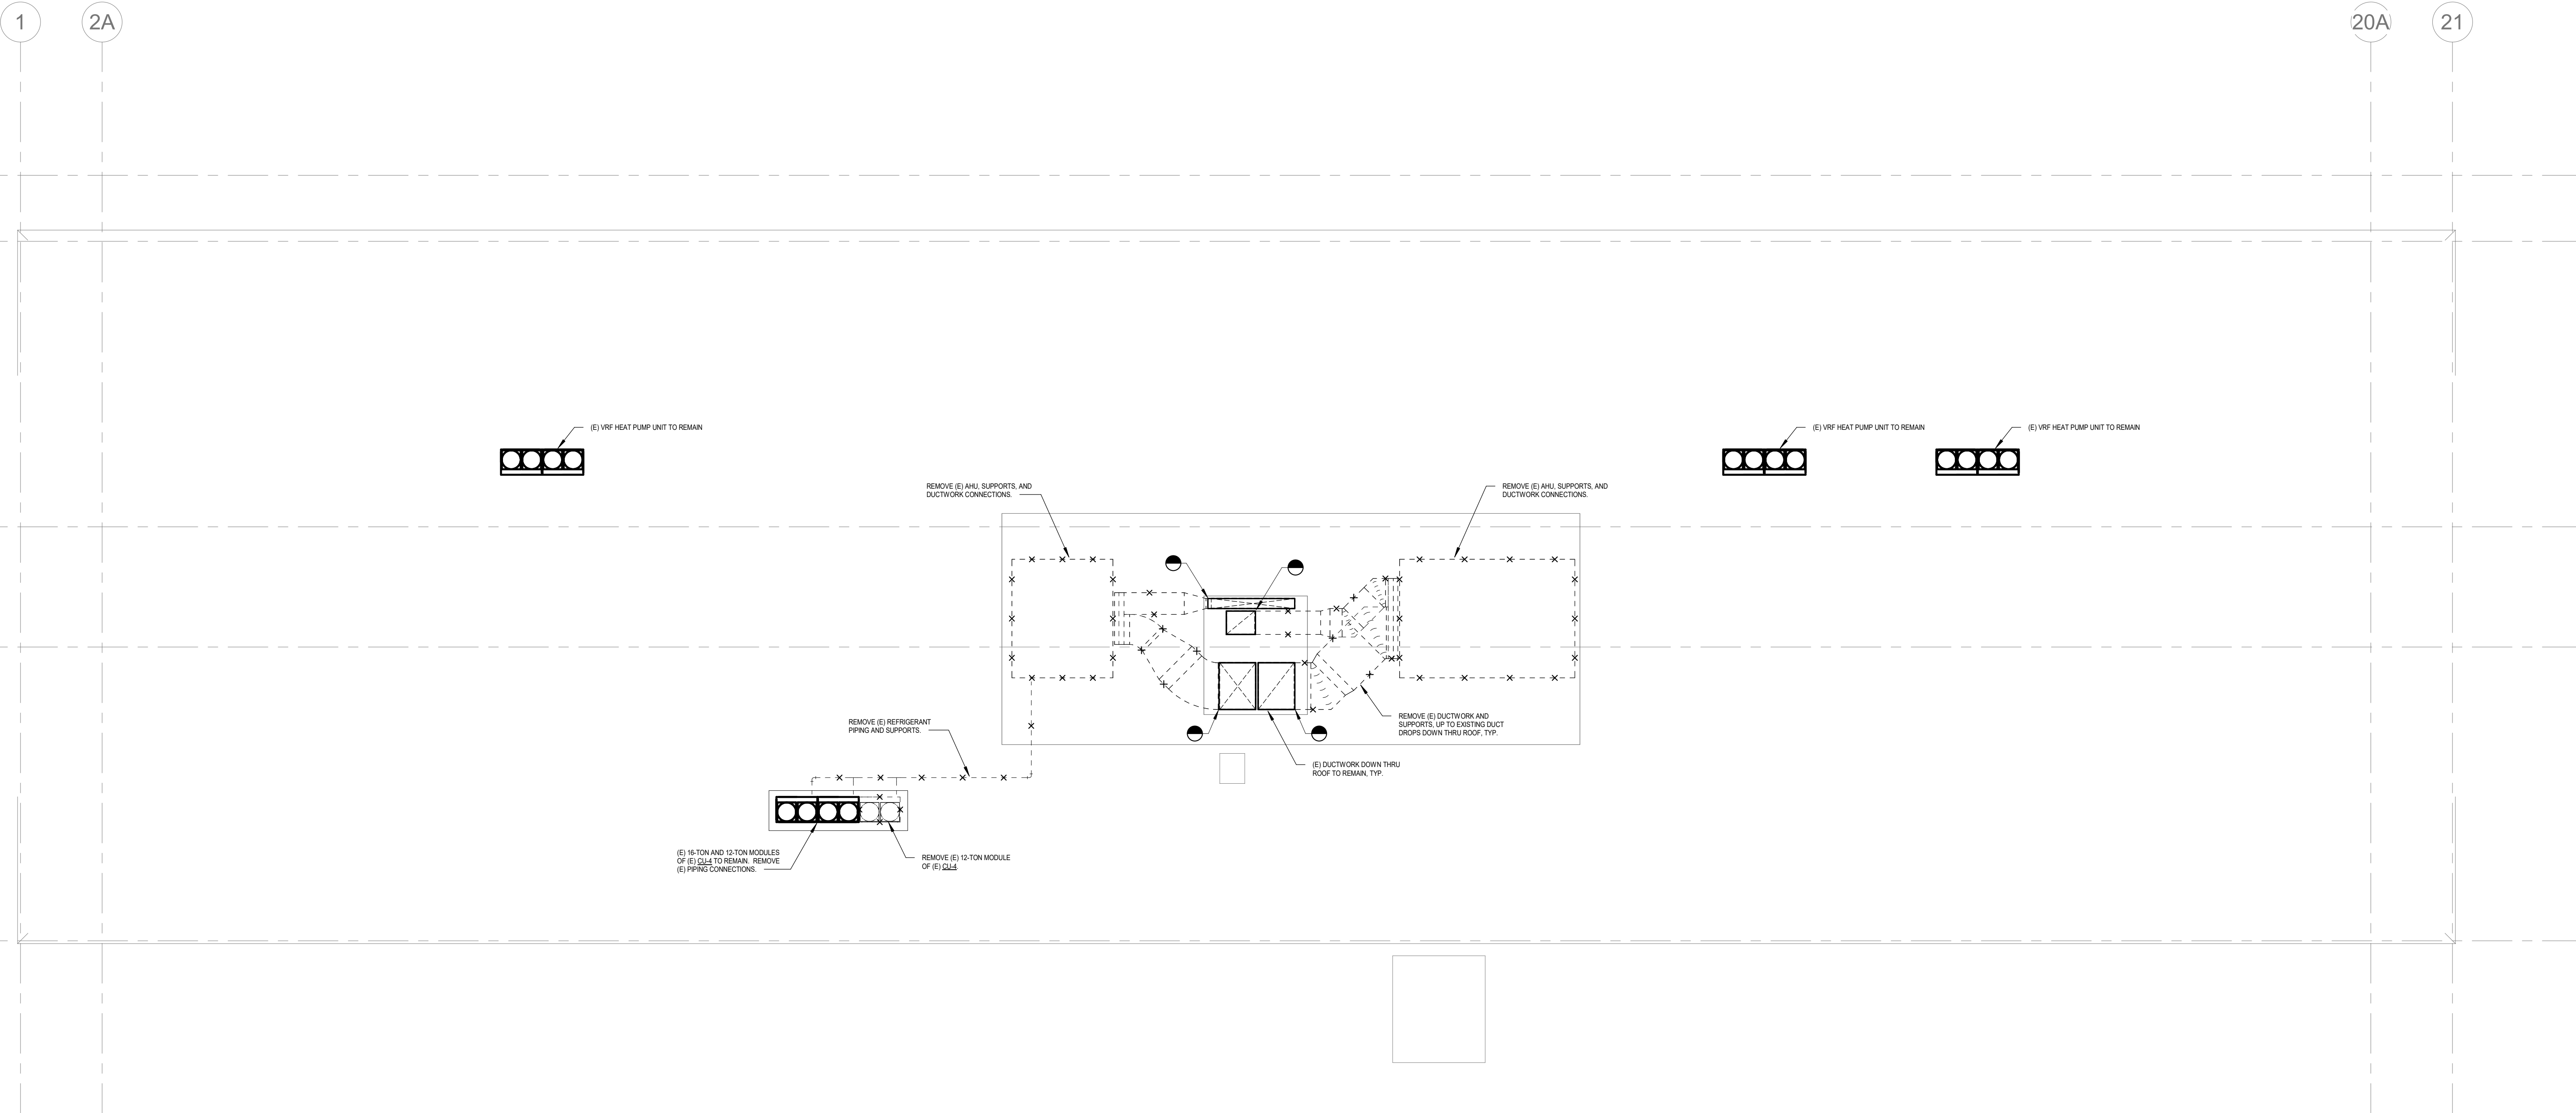 1
2A
20A
21
(E) VRF HEAT PUMP UNIT TO REMAIN
(E) VRF HEAT PUMP UNIT TO REMAIN
(E) VRF HEAT PUMP UNIT TO REMAIN
REMOVE (E) AHU, SUPPORTS, AND
DUCTWORK CONNECTIONS.
REMOVE (E) AHU, SUPPORTS, AND
DUCTWORK CONNECTIONS.
REMOVE (E) REFRIGERANT
PIPING AND SUPPORTS.
REMOVE (E) DUCTWORK AND
SUPPORTS, UP TO EXISTING DUCT
DROPS DOWN THRU ROOF, TYP.
(E) DUCTWORK DOWN THRU
ROOF TO REMAIN, TYP.
(E) 16-TON AND 12-TON MODULES
OF (E) CU-4 TO REMAIN. REMOVE
(E) PIPING CONNECTIONS.
REMOVE (E) 12-TON MODULE
OF (E) CU-4.